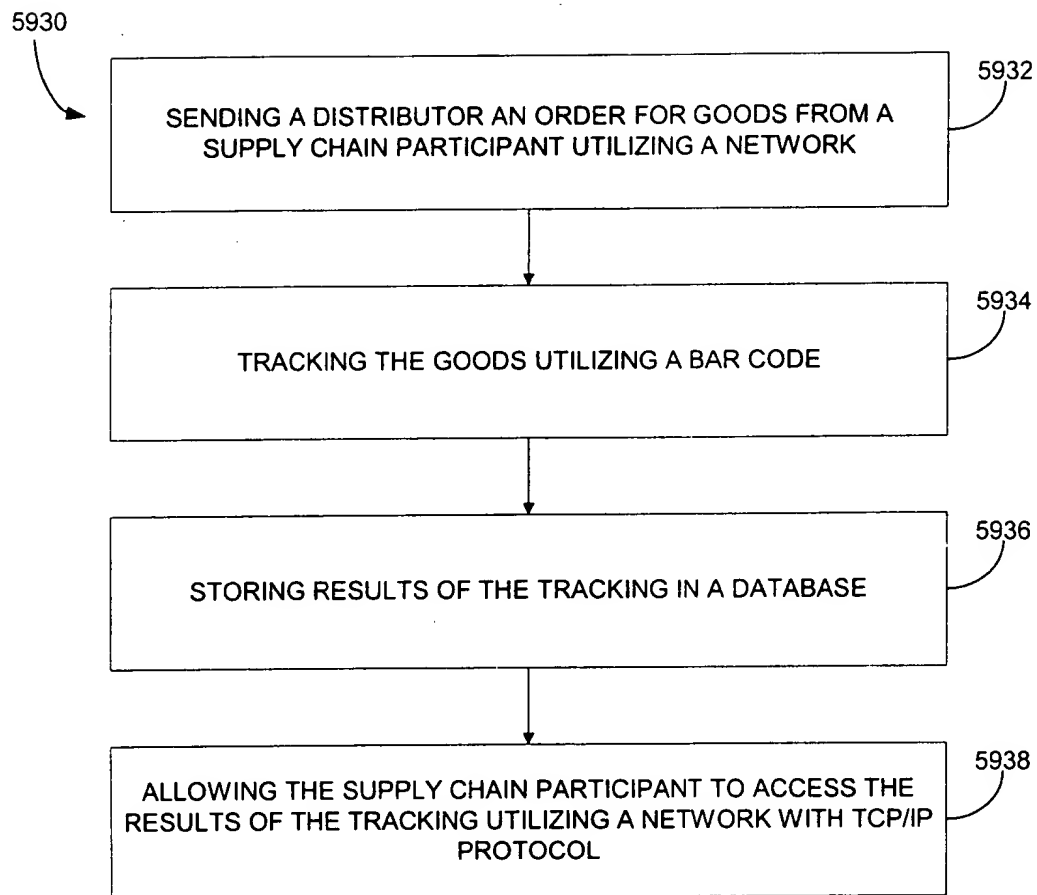 5930
5932
SENDING A DISTRIBUTOR AN ORDER FOR GOODS FROM A
SUPPLY CHAIN PARTICIPANT UTILIZING A NETWORK
5934
TRACKING THE GOODS UTILIZING A BAR CODE
5936
STORING RESULTS OF THE TRACKING IN A DATABASE
5938
ALLOWING THE SUPPLY CHAIN PARTICIPANT TO ACCESS THE
RESULTS OF THE TRACKING UTILIZING A NETWORK WITH TCP/IP
PROTOCOL